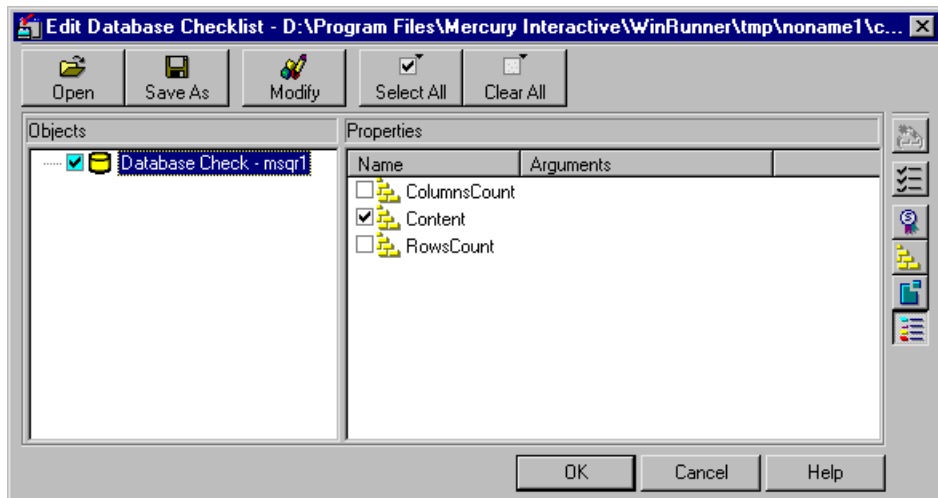 Edit Database Checklist - D:\Program Files\Mercury Interactive\WinRunner\tmp\noname1\c...
Open Save As Modify Select All Clear All
Objects Properties
Database Check - msqr1
Name Arguments
ColumnsCount
Content
RowsCount
OK Cancel Help